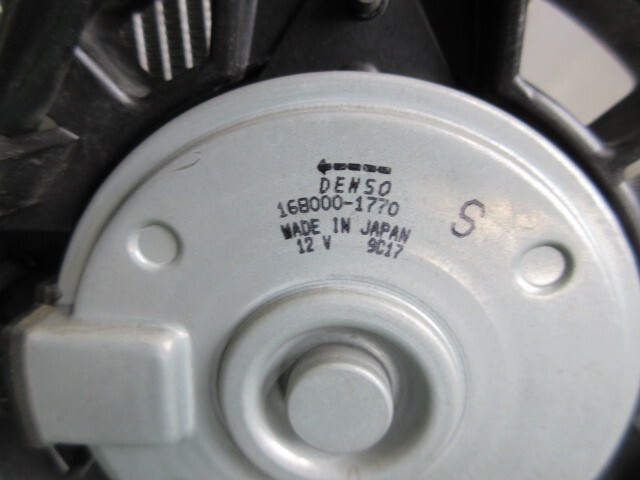 DENSO
168000-1770
S
MADE IN JAPAN
12 V 9C17